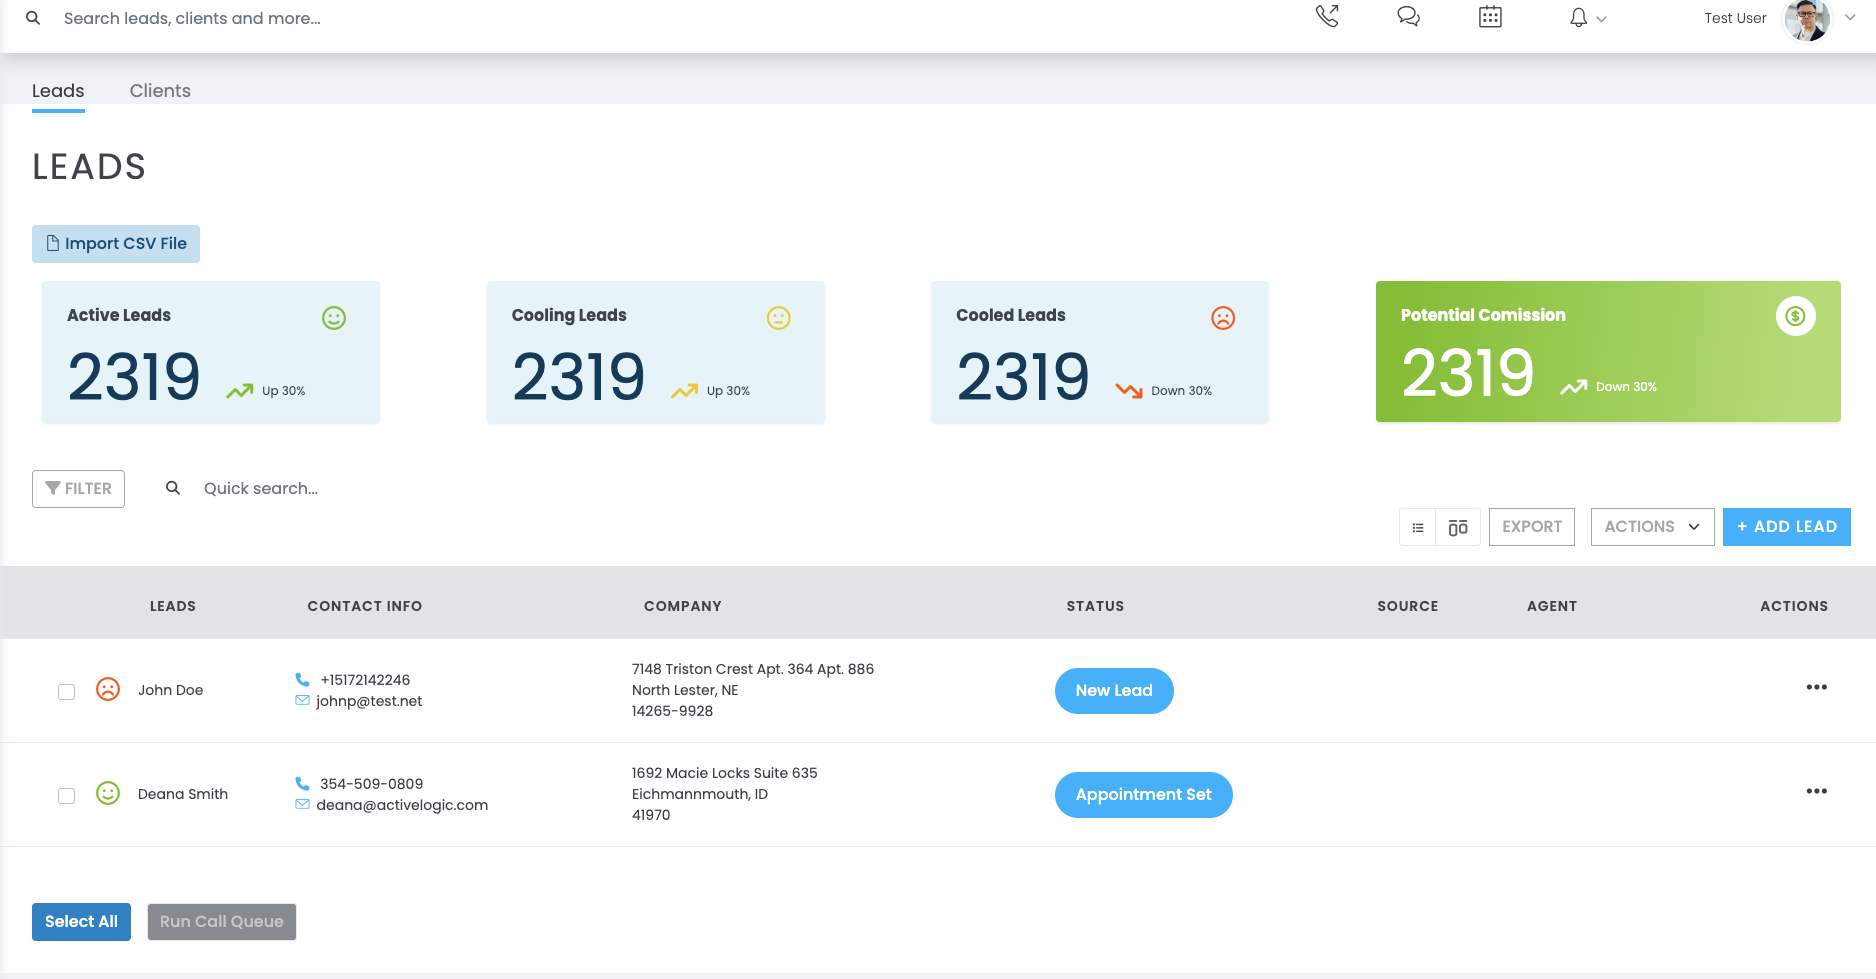 Search leads, clients and more...
Test User
Leads
Clients
LEADS
Import CSV File
Active Leads
2319
Up 30%
Cooling Leads
2319
Up 30%
Cooled Leads
2319
Down 30%
Potential Comission
2319
Down 30%
FILTER
Quick search...
EXPORT
ACTIONS
+ ADD LEAD
LEADS
CONTACT INFO
COMPANY
STATUS
SOURCE
AGENT
ACTIONS
John Doe
+15172142246
johnp@test.net
7148 Triston Crest Apt. 364 Apt. 886
North Lester, NE
14265-9928
New Lead
Deana Smith
354-509-0809
deana@activelogic.com
1692 Macie Locks Suite 635
Eichmannmouth, ID
41970
Appointment Set
Select All
Run Call Queue